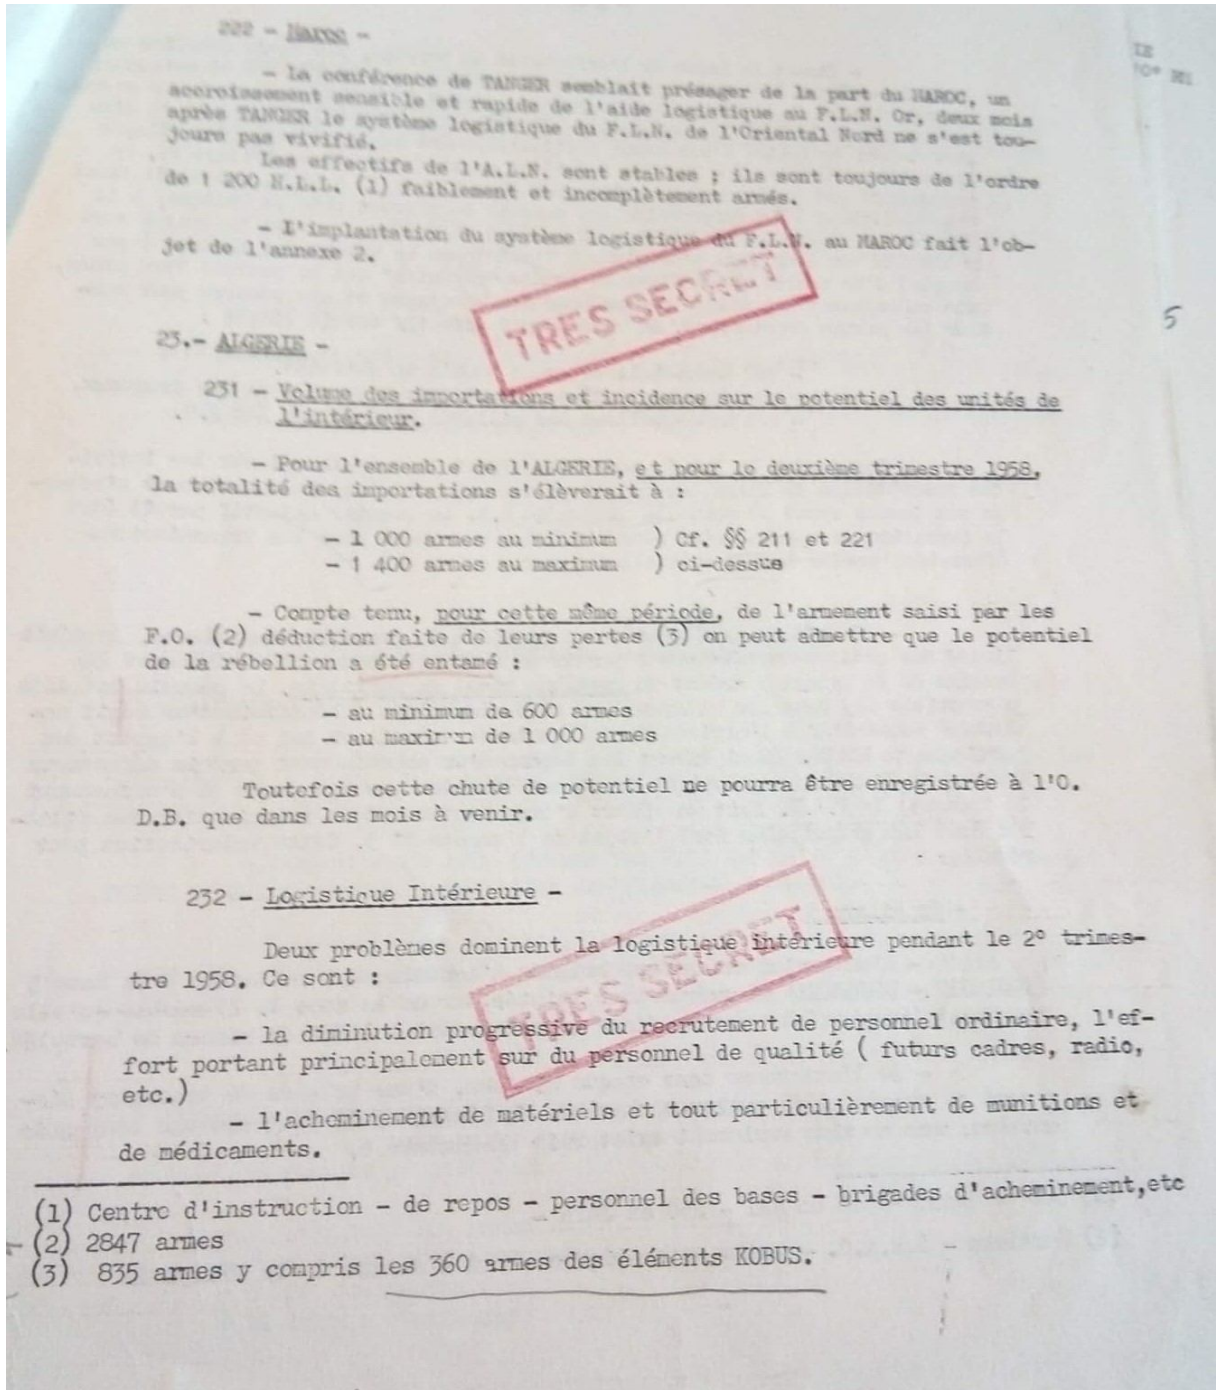 222 - Maroc -
- La conférence de TANGER semblait présager de la part du MAROC, un
accroissement sensible et rapide de l'aide logistique au F.L.N. Or, deux mois
après TANGER le système logistique du F.L.N. de l'Oriental Nord ne s'est tou-
jours pas vivifié.
Les effectifs de l'A.L.N. sont stables ; ils sont toujours de l'ordre
de 1 200 H.L.L. (1) faiblement et incomplètement armés.
- L'implantation du système logistique du F.L.N. au MAROC fait l'ob-
jet de l'annexe 2.
TRES SECRET
5
23.- ALGERIE -
231 - Volume des importations et incidence sur le potentiel des unités de
l'intérieur.
- Pour l'ensemble de l'ALGERIE, et pour le deuxième trimestre 1958,
la totalité des importations s'élèverait à :
- 1 000 armes au minimum ) Cf. §§ 211 et 221
- 1 400 armes au maximum ) ci-dessus
- Compte tenu, pour cette même période, de l'armement saisi par les
F.O. (2) déduction faite de leurs pertes (3) on peut admettre que le potentiel
de la rébellion a été entamé :
- au minimum de 600 armes
- au maximum de 1 000 armes
Toutefois cette chute de potentiel ne pourra être enregistrée à l'O.
D.B. que dans les mois à venir.
232 - Logistique Intérieure -
Deux problèmes dominent la logistique intérieure pendant le 2° trimes-
tre 1958. Ce sont :
TRES SECRET
- la diminution progressive du recrutement de personnel ordinaire, l'ef-
fort portant principalement sur du personnel de qualité ( futurs cadres, radio,
etc.)
- l'acheminement de matériels et tout particulièrement de munitions et
de médicaments.
(1) Centre d'instruction - de repos - personnel des bases - brigades d'acheminement,etc
(2) 2847 armes
(3) 835 armes y compris les 360 armes des éléments KOBUS.